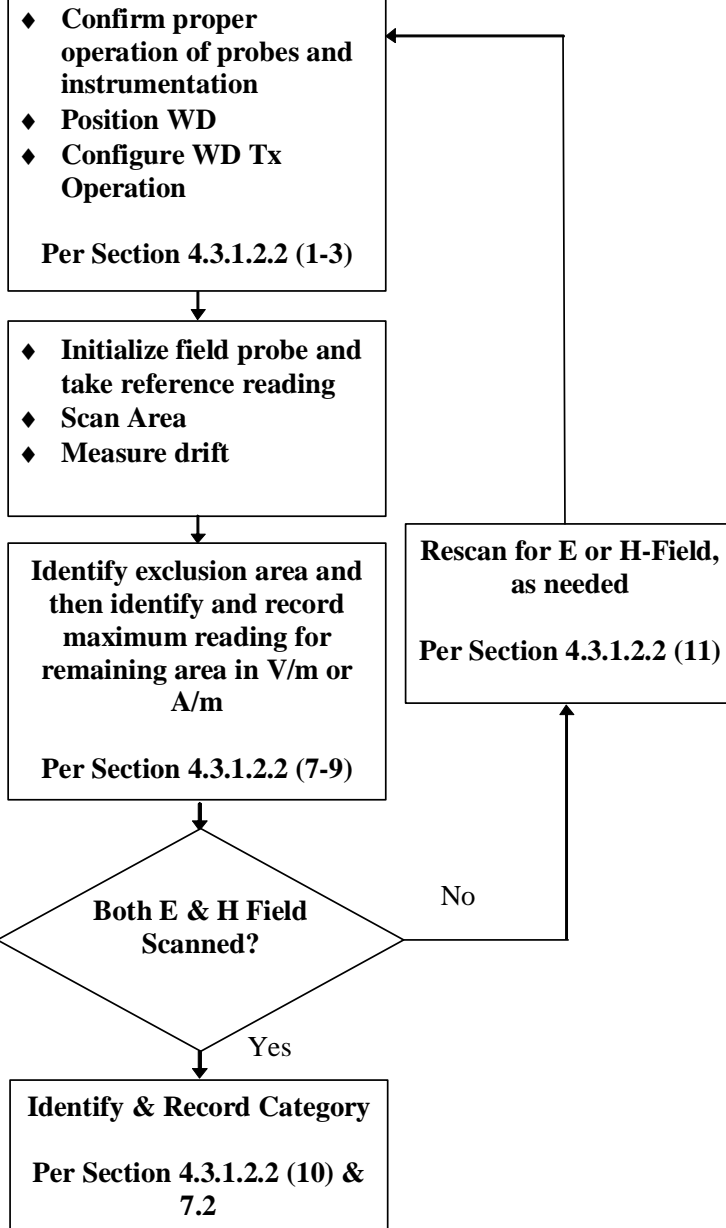 ♦ Confirm proper
operation of probes and
instrumentation
♦ Position WD
♦ Configure WD Tx
Operation
Per Section 4.3.1.2.2 (1-3)
♦ Initialize field probe and
take reference reading
♦ Scan Area
♦ Measure drift
Identify exclusion area and
then identify and record
maximum reading for
remaining area in V/m or
A/m
Per Section 4.3.1.2.2 (7-9)
Rescan for E or H-Field,
as needed
Per Section 4.3.1.2.2 (11)
Both E & H Field
Scanned?
No
Yes
Identify & Record Category
Per Section 4.3.1.2.2 (10) &
7.2